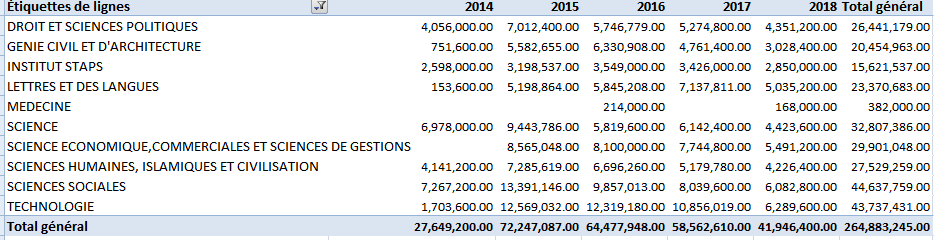 Étiquettes de lignes 2014 2015 2016 2017 2018 Total général
DROIT ET SCIENCES POLITIQUES 4,056,000.00 7,012,400.00 5,746,779.00 5,274,800.00 4,351,200.00 26,441,179.00
GENIE CIVIL ET D'ARCHITECTURE 751,600.00 5,582,655.00 6,330,908.00 4,761,400.00 3,028,400.00 20,454,963.00
INSTITUT STAPS 2,598,000.00 3,198,537.00 3,549,000.00 3,426,000.00 2,850,000.00 15,621,537.00
LETTRES ET DES LANGUES 153,600.00 5,198,864.00 5,845,208.00 7,137,811.00 5,035,200.00 23,370,683.00
MEDECINE 214,000.00 168,000.00 382,000.00
SCIENCE 6,978,000.00 9,443,786.00 5,819,600.00 6,142,400.00 4,423,600.00 32,807,386.00
SCIENCE ECONOMIQUE,COMMERCIALES ET SCIENCES DE GESTIONS 8,565,048.00 8,100,000.00 7,744,800.00 5,491,200.00 29,901,048.00
SCIENCES HUMAINES, ISLAMIQUES ET CIVILISATION 4,141,200.00 7,285,619.00 6,696,260.00 5,179,780.00 4,226,400.00 27,529,259.00
SCIENCES SOCIALES 7,267,200.00 13,391,146.00 9,857,013.00 8,039,600.00 6,082,800.00 44,637,759.00
TECHNOLOGIE 1,703,600.00 12,569,032.00 12,319,180.00 10,856,019.00 6,289,600.00 43,737,431.00
Total général 27,649,200.00 72,247,087.00 64,477,948.00 58,562,610.00 41,946,400.00 264,883,245.00